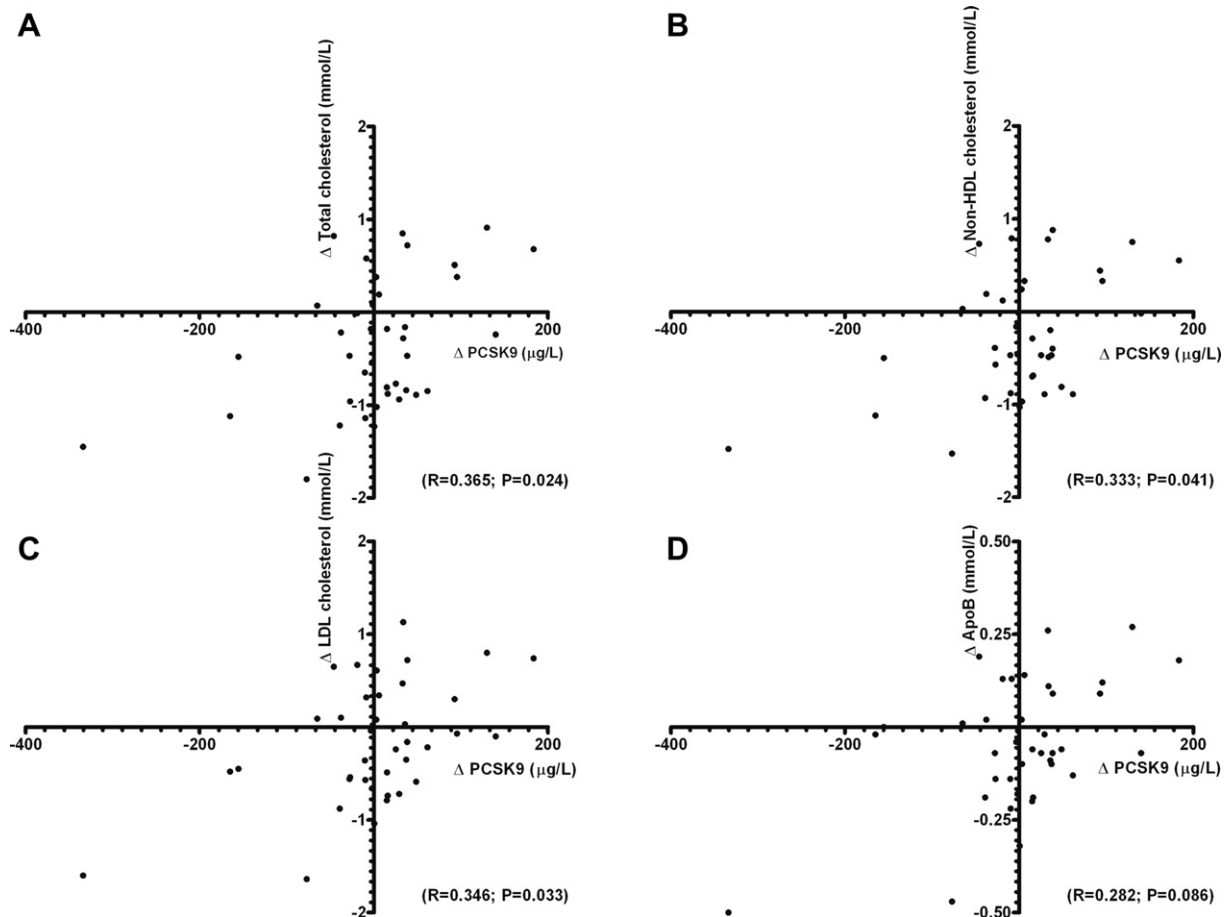 A
Δ Total cholesterol (mmol/L)
2
1
-400
-200
200
Δ PCSK9 (μg/L)
-1
-2
(R=0.365; P=0.024)
B
Δ Non-HDL cholesterol (mmol/L)
2
1
-400
-200
200
Δ PCSK9 (μg/L)
-1
-2
(R=0.333; P=0.041)
C
Δ LDL cholesterol (mmol/L)
2
1
-400
-200
200
Δ PCSK9 (μg/L)
-1
-2
(R=0.346; P=0.033)
D
Δ ApoB (mmol/L)
0.50
0.25
-400
-200
200
Δ PCSK9 (μg/L)
-0.25
-0.50
(R=0.282; P=0.086)